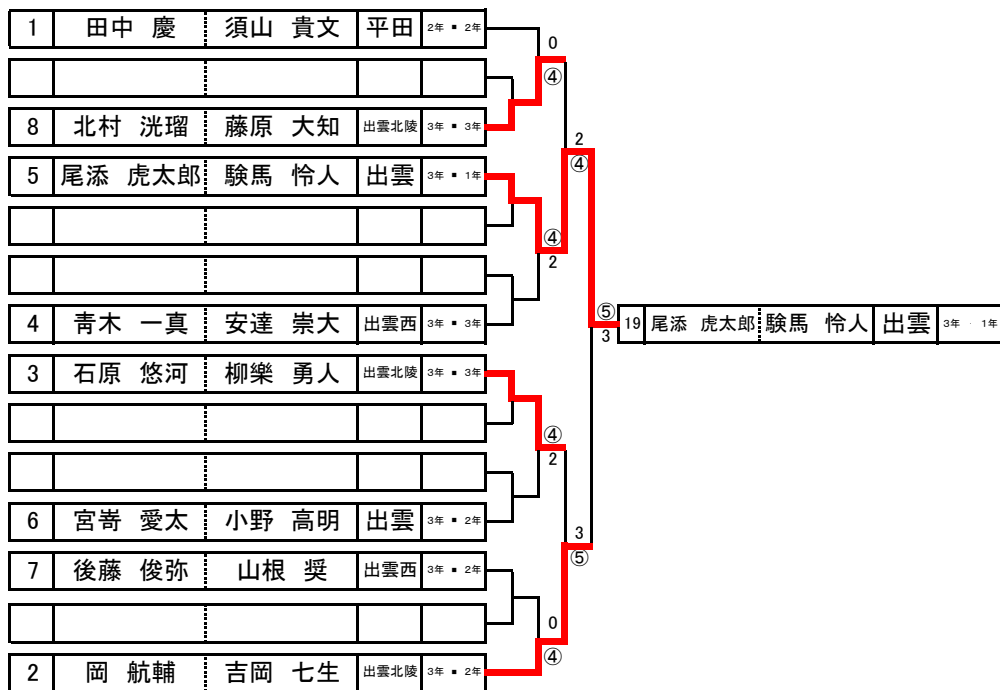 1 田中 慶 須山 貴文 平田 2年 ▪ 2年
0
④
8 北村 洸瑠 藤原 大知 出雲北陵 3年 ▪ 3年
2
④
5 尾添 虎太郎 験馬 怜人 出雲 3年 ▪ 1年
④
2
4 青木 一真 安達 崇大 出雲西 3年 ▪ 3年
⑤
3
19 尾添 虎太郎 験馬 怜人 出雲 3年 · 1年
3 石原 悠河 柳樂 勇人 出雲北陵 3年 ▪ 3年
④
2
6 宮嵜 愛太 小野 高明 出雲 3年 ▪ 2年
3
⑤
7 後藤 俊弥 山根 奨 出雲西 3年 ▪ 2年
0
④
2 岡 航輔 吉岡 七生 出雲北陵 3年 ▪ 2年